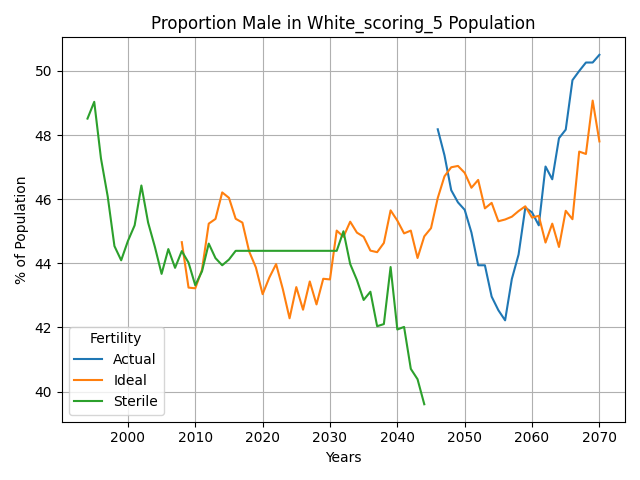 Proportion Male in White_scoring_5 Population
% of Population
50
48
46
44
42
40
Fertility
Actual
Ideal
Sterile
2000 2010 2020 2030 2040 2050 2060 2070
Years